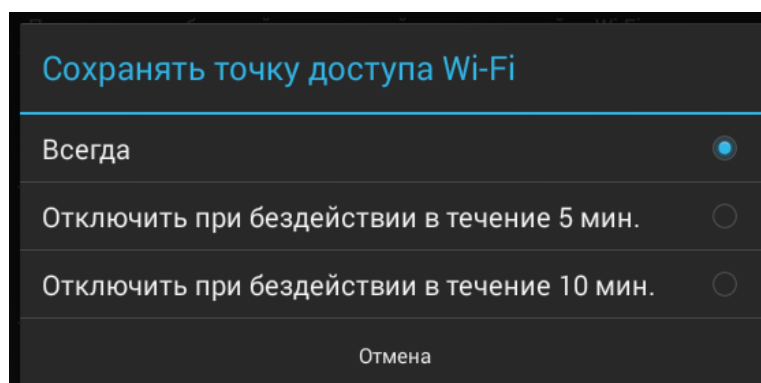 Сохранять точку доступа Wi-Fi
Всегда
Отключить при бездействии в течение 5 мин.
Отключить при бездействии в течение 10 мин.
Отмена